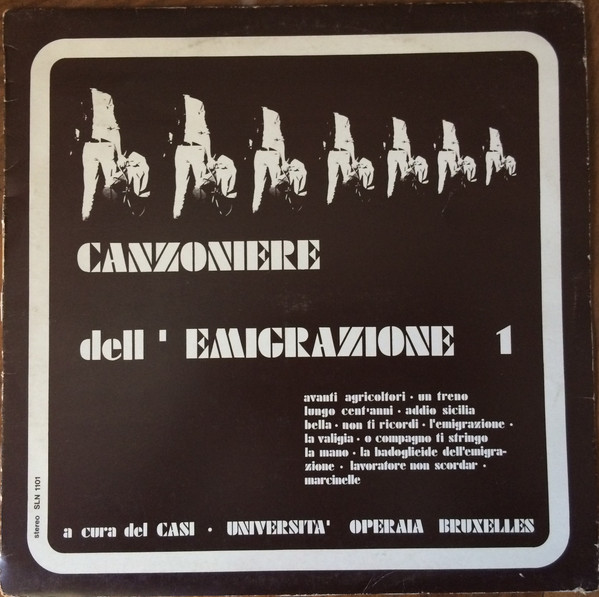 CANZONIERE
dell' EMIGRAZIONE 1
avanti agricoltori · un treno
lungo cent'anni · addio sicilia
bella · non ti ricordi · l'emigrazione ·
la valigia · o compagno ti stringo
la mano · la badoglieide dell'emigra-
zione · lavoratore non scordar ·
marcinelle
stereo SLN 1101
a cura del CASI · UNIVERSITA' OPERAIA BRUXELLES